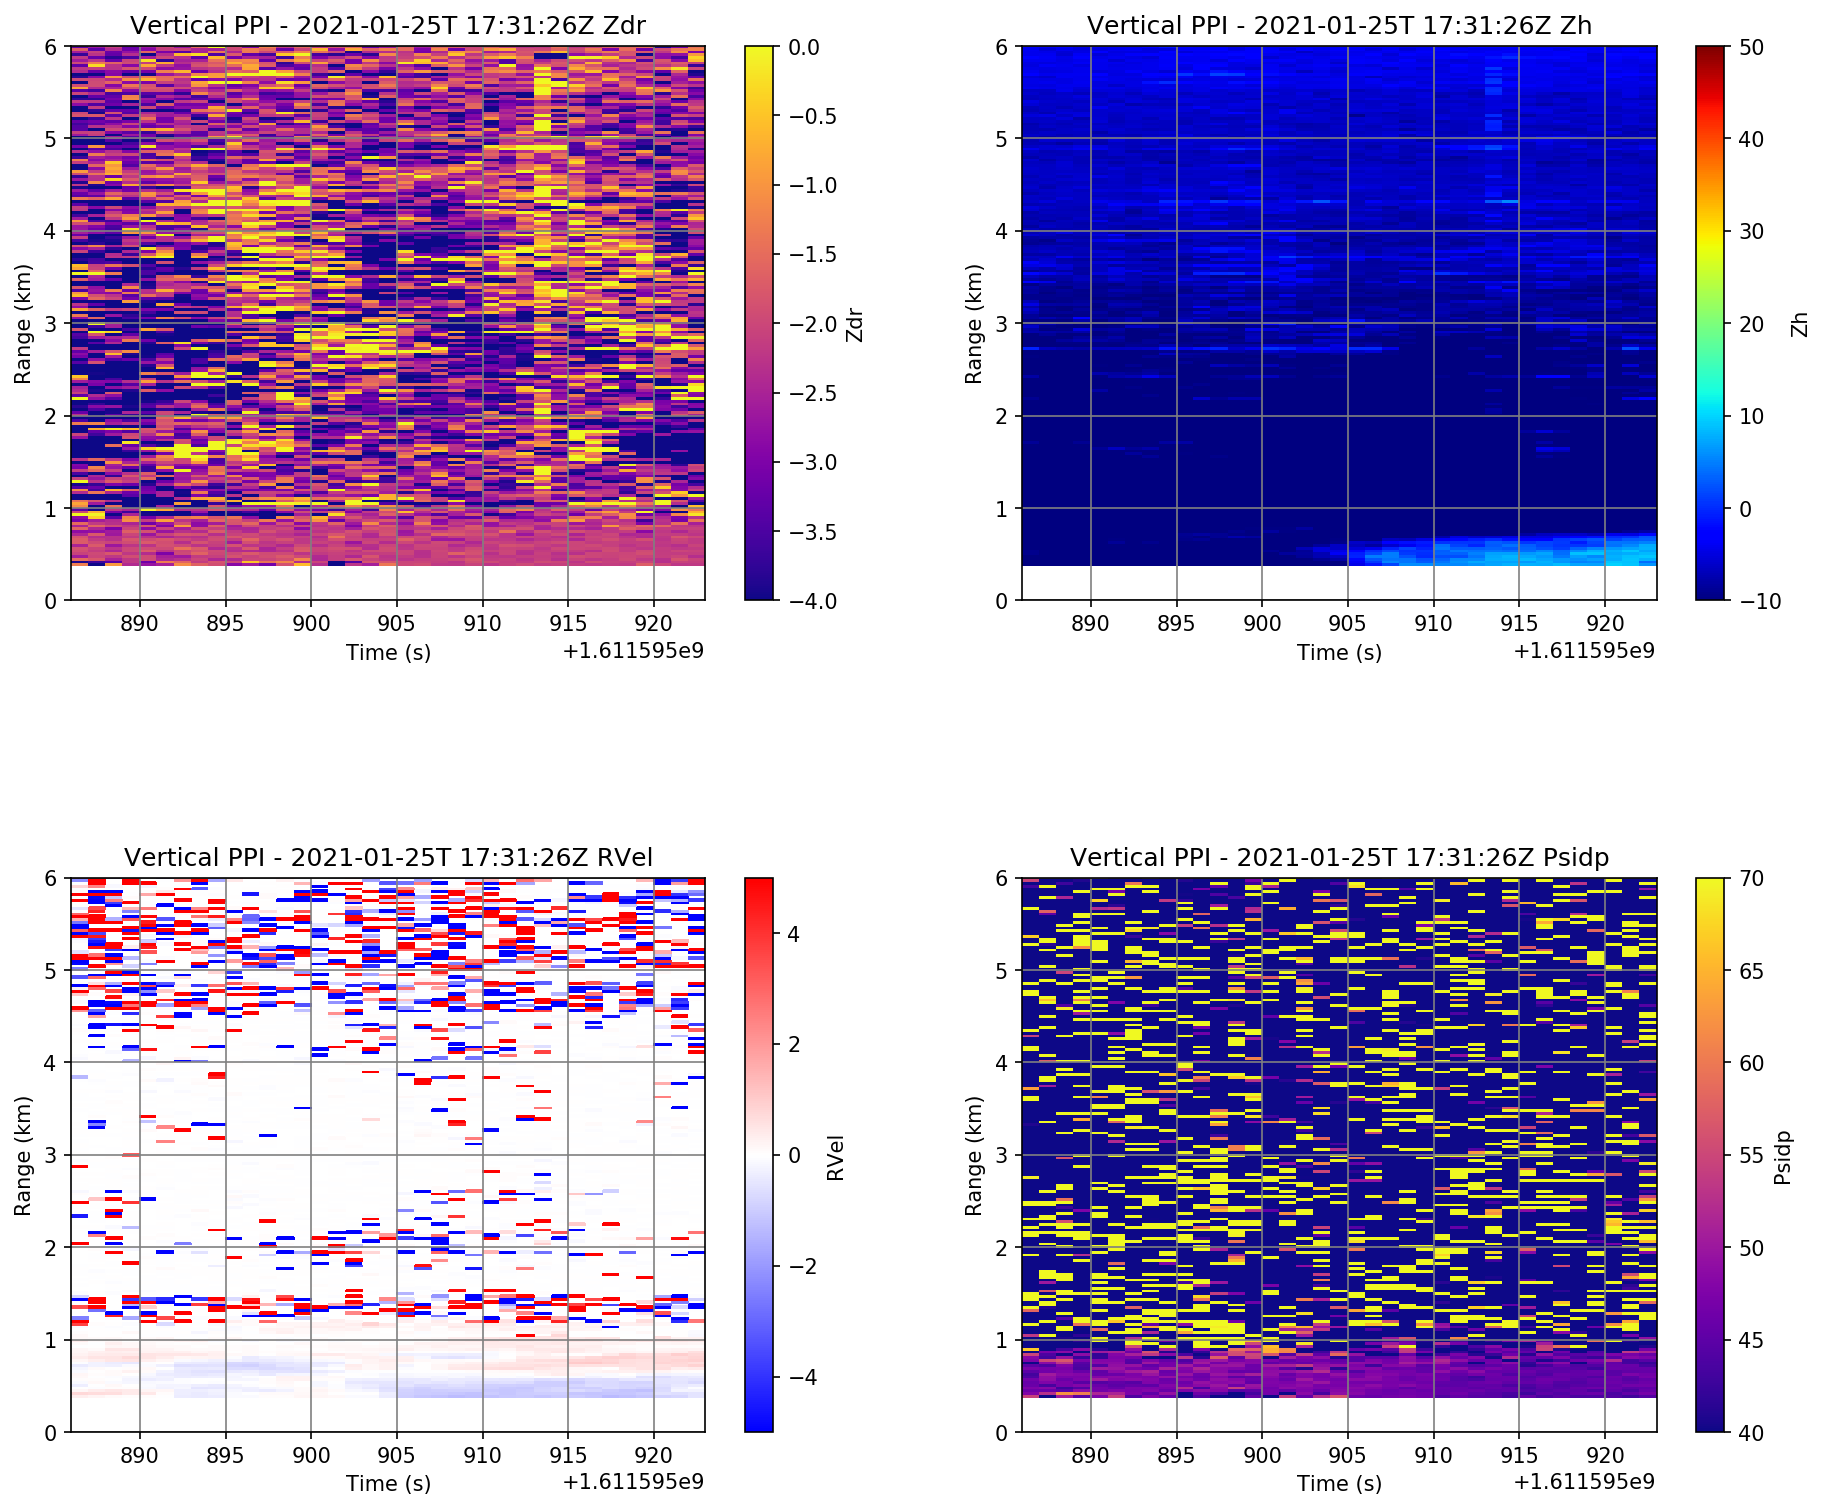 Vertical PPI - 2021-01-25T 17:31:26Z Zdr
6
5
4
3
2
1
0
Range (km)
890 895 900 905 910 915 920
Time (s)
+1.611595e9
0.0
−0.5
−1.0
−1.5
−2.0
−2.5
−3.0
−3.5
−4.0
Zdr
Vertical PPI - 2021-01-25T 17:31:26Z Zh
6
5
4
3
2
1
0
Range (km)
890 895 900 905 910 915 920
Time (s)
+1.611595e9
50
40
30
20
10
0
−10
Zh
Vertical PPI - 2021-01-25T 17:31:26Z RVel
6
5
4
3
2
1
0
Range (km)
890 895 900 905 910 915 920
Time (s)
+1.611595e9
4
2
0
−2
−4
RVel
Vertical PPI - 2021-01-25T 17:31:26Z Psidp
6
5
4
3
2
1
0
Range (km)
890 895 900 905 910 915 920
Time (s)
+1.611595e9
70
65
60
55
50
45
40
Psidp